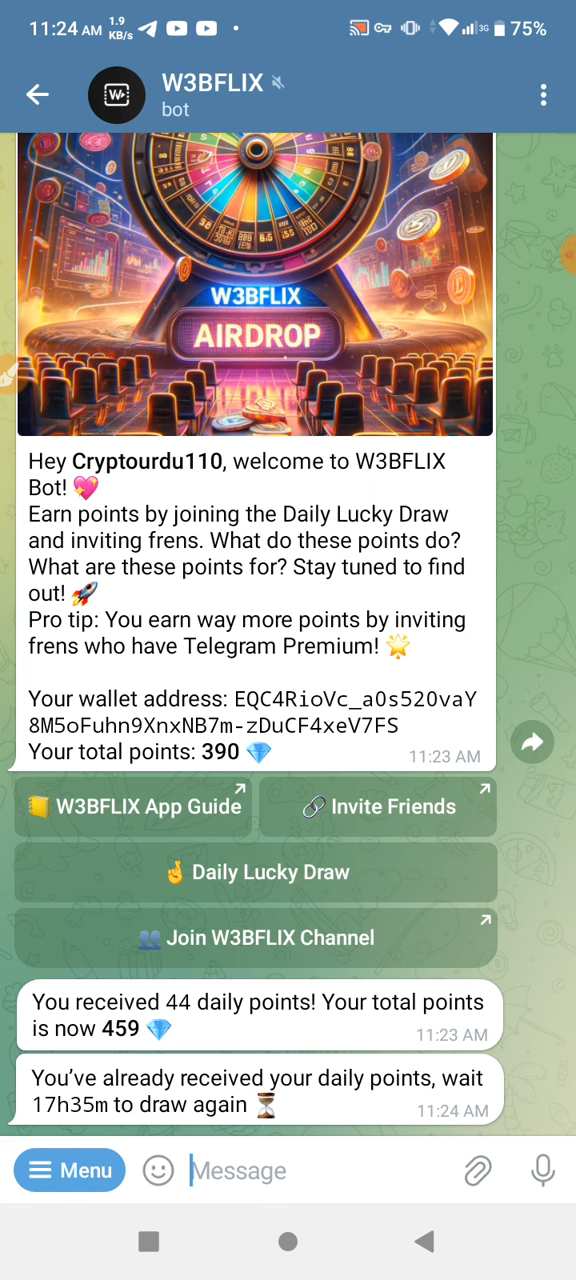 11:24 AM 1.9 KB/s 3G 75%
W3BFLIX
bot
W3BFLIX
AIRDROP
Hey Cryptourdu110, welcome to W3BFLIX
Bot! 💖
Earn points by joining the Daily Lucky Draw
and inviting frens. What do these points do?
What are these points for? Stay tuned to find
out! 🚀
Pro tip: You earn way more points by inviting
frens who have Telegram Premium! 🌟
Your wallet address: EQC4RioVc_a0s520vaY
8M5oFuhn9XnxNB7m-zDuCF4xeV7FS
Your total points: 390 💎 11:23 AM
📒 W3BFLIX App Guide
🔗 Invite Friends
🤞 Daily Lucky Draw
👥 Join W3BFLIX Channel
You received 44 daily points! Your total points
is now 459 💎 11:23 AM
You've already received your daily points, wait
17h35m to draw again ⏳ 11:24 AM
Menu
Message